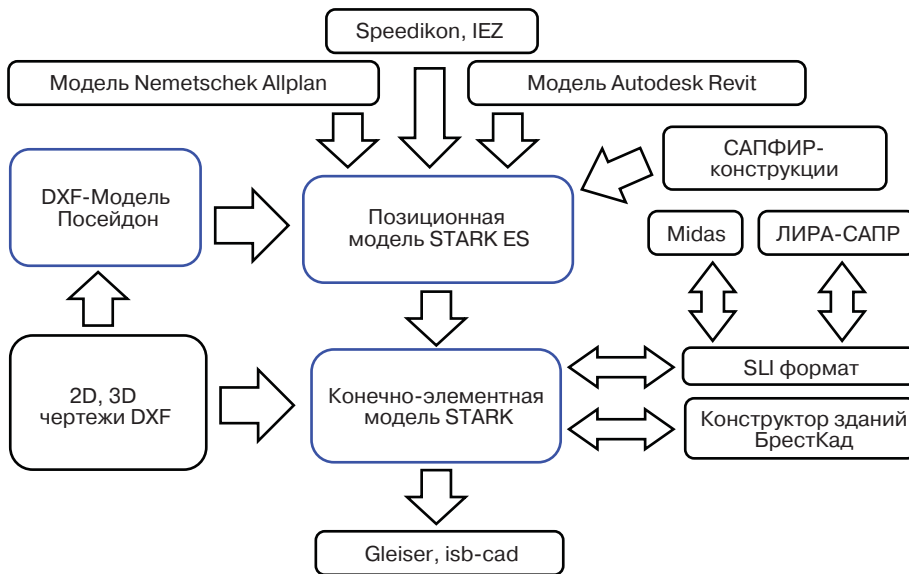 Speedikon, IEZ
Модель Nemetschek Allplan
Модель Autodesk Revit
САПФИР-
конструкции
DXF-Модель
Посейдон
Позиционная
модель STARK ES
Midas
ЛИРА-САПР
2D, 3D
чертежи DXF
Конечно-элементная
модель STARK
SLI формат
Конструктор зданий
БрестКад
Gleiser, isb-cad